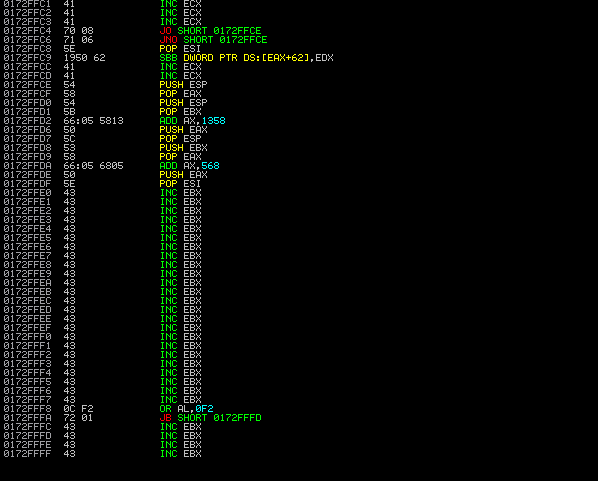 0172FFC1 41 INC ECX
0172FFC2 41 INC ECX
0172FFC3 41 INC ECX
0172FFC4 70 08 JO SHORT 0172FFCE
0172FFC6 71 06 JNO SHORT 0172FFCE
0172FFC8 5E POP ESI
0172FFC9 1950 62 SBB DWORD PTR DS:[EAX+62],EDX
0172FFCC 41 INC ECX
0172FFCD 41 INC ECX
0172FFCE 54 PUSH ESP
0172FFCF 58 POP EAX
0172FFD0 54 PUSH ESP
0172FFD1 5B POP EBX
0172FFD2 66:05 5813 ADD AX,1358
0172FFD6 50 PUSH EAX
0172FFD7 5C POP ESP
0172FFD8 53 PUSH EBX
0172FFD9 58 POP EAX
0172FFDA 66:05 6805 ADD AX,568
0172FFDE 50 PUSH EAX
0172FFDF 5E POP ESI
0172FFE0 43 INC EBX
0172FFE1 43 INC EBX
0172FFE2 43 INC EBX
0172FFE3 43 INC EBX
0172FFE4 43 INC EBX
0172FFE5 43 INC EBX
0172FFE6 43 INC EBX
0172FFE7 43 INC EBX
0172FFE8 43 INC EBX
0172FFE9 43 INC EBX
0172FFEA 43 INC EBX
0172FFEB 43 INC EBX
0172FFEC 43 INC EBX
0172FFED 43 INC EBX
0172FFEE 43 INC EBX
0172FFEF 43 INC EBX
0172FFF0 43 INC EBX
0172FFF1 43 INC EBX
0172FFF2 43 INC EBX
0172FFF3 43 INC EBX
0172FFF4 43 INC EBX
0172FFF5 43 INC EBX
0172FFF6 43 INC EBX
0172FFF7 43 INC EBX
0172FFF8 0C F2 OR AL,0F2
0172FFFA 72 01 JB SHORT 0172FFFD
0172FFFC 43 INC EBX
0172FFFD 43 INC EBX
0172FFFE 43 INC EBX
0172FFFF 43 INC EBX